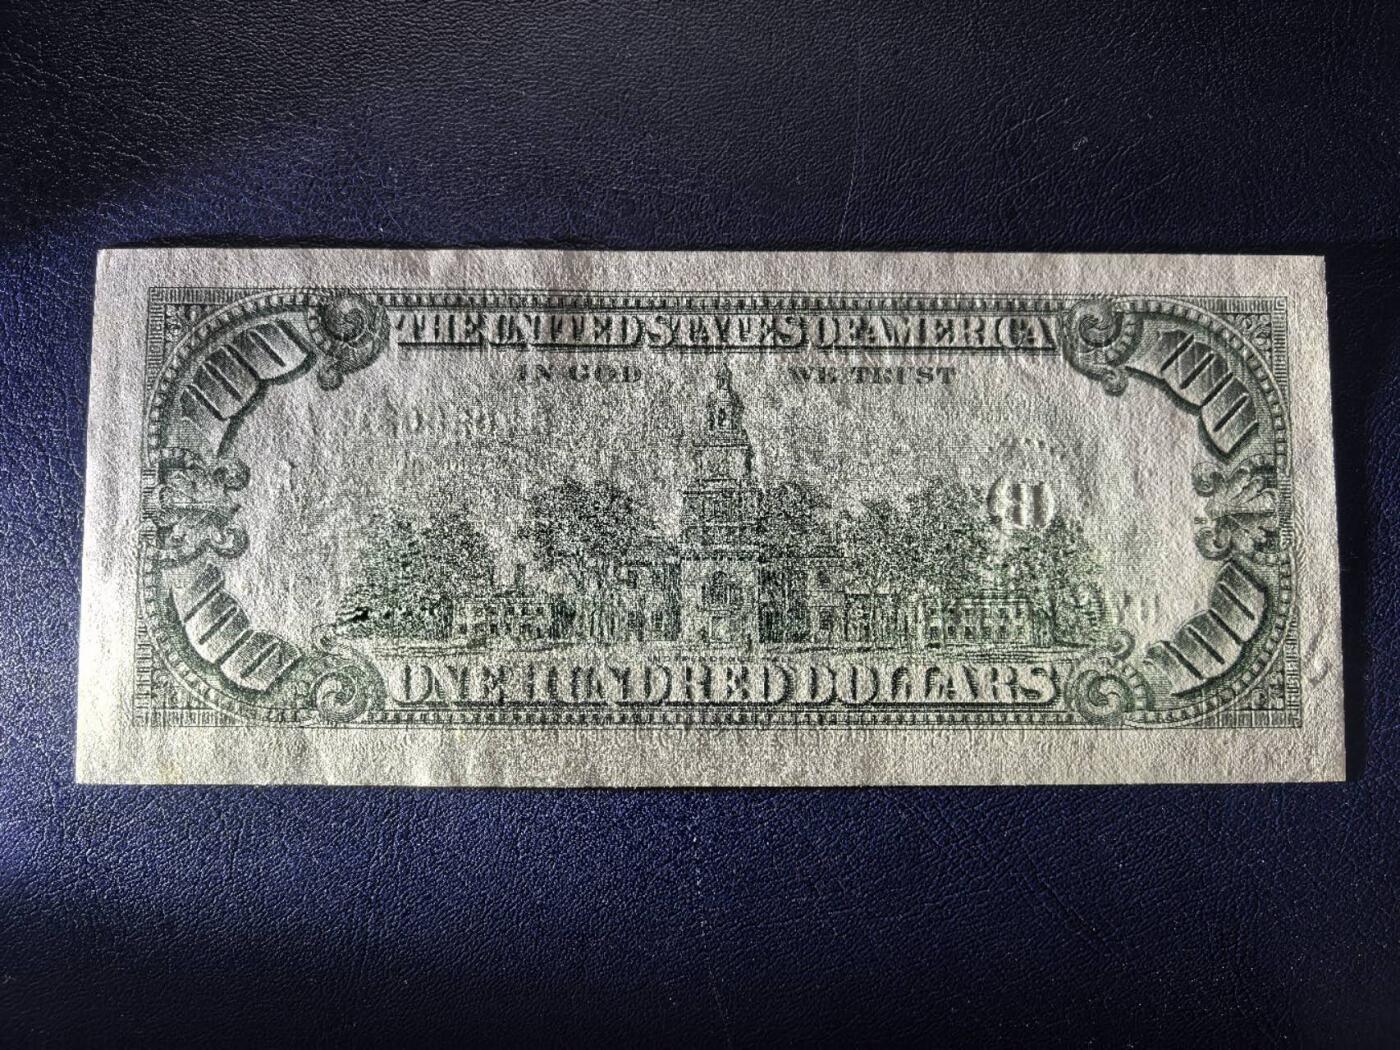 THE UNITED STATES OF AMERICA
100 100
IN GOD WE TRUST
100 100
ONE HUNDRED DOLLARS